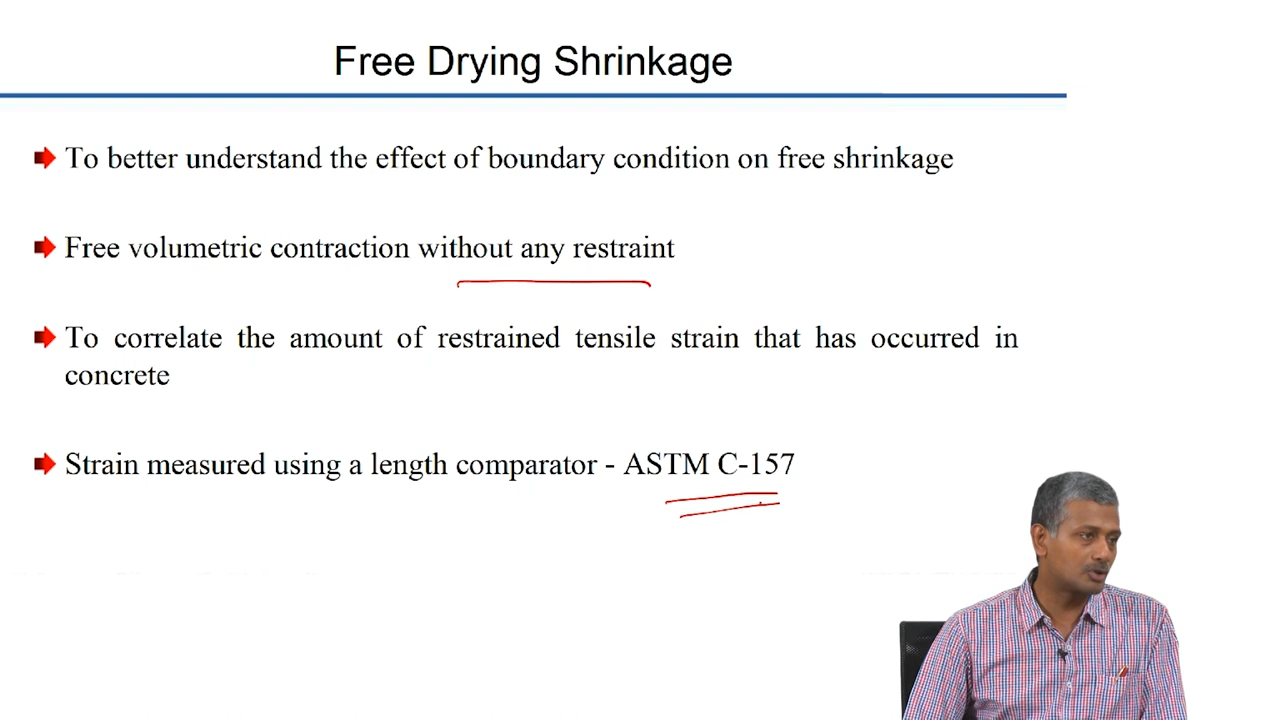 Free Drying Shrinkage
To better understand the effect of boundary condition on free shrinkage
Free volumetric contraction without any restraint
To correlate the amount of restrained tensile strain that has occurred in
concrete
Strain measured using a length comparator - ASTM C-157